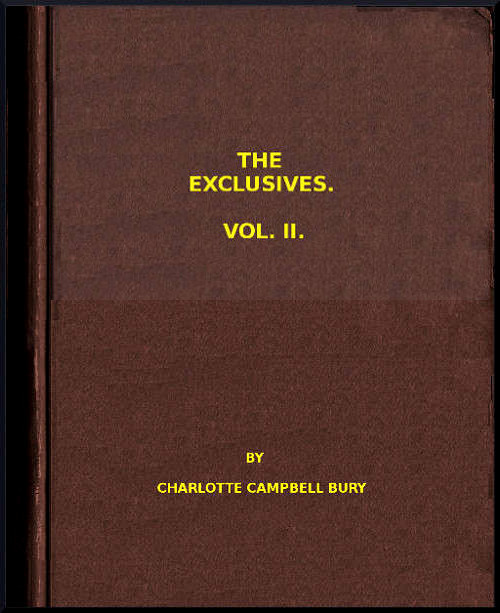 THE
EXCLUSIVES.
VOL. II.
BY
CHARLOTTE CAMPBELL BURY